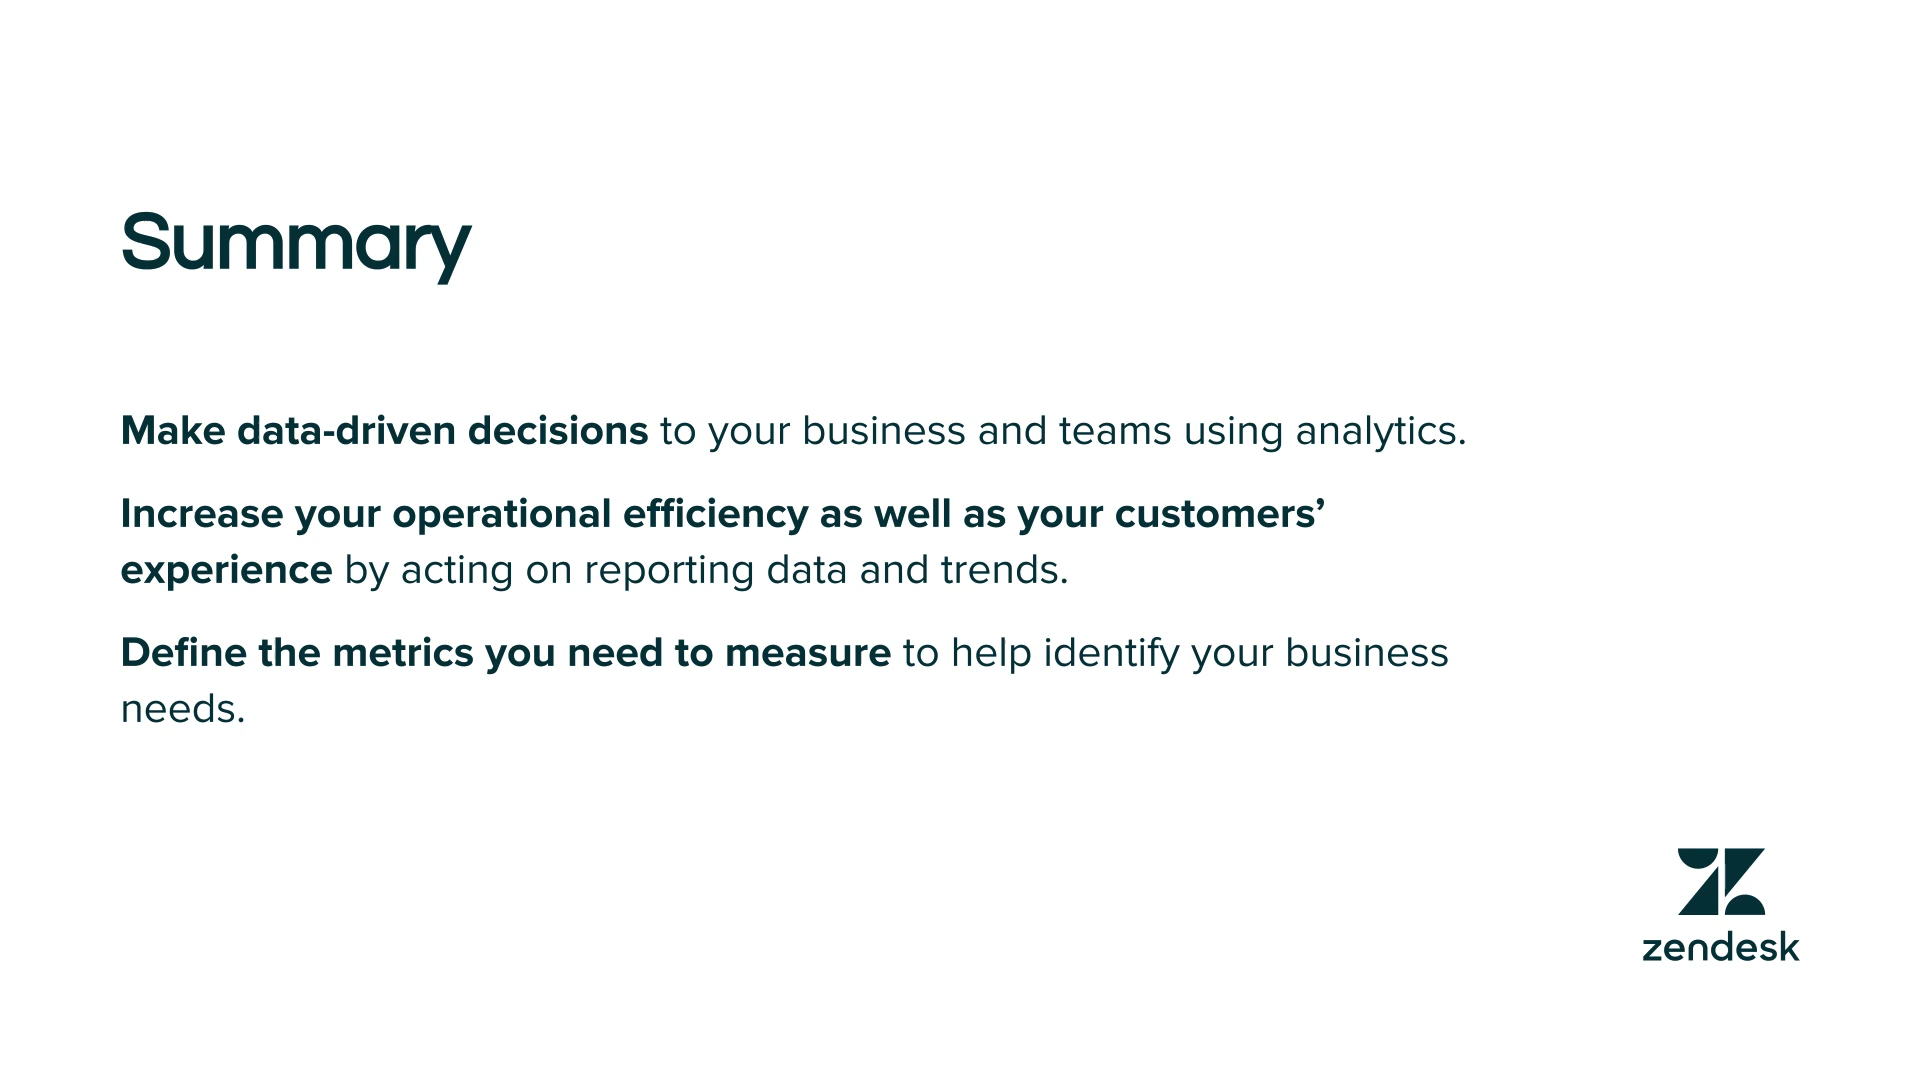 Summary
Make data-driven decisions to your business and teams using analytics.
Increase your operational efficiency as well as your customers’
experience by acting on reporting data and trends.
Define the metrics you need to measure to help identify your business
needs.
zendesk